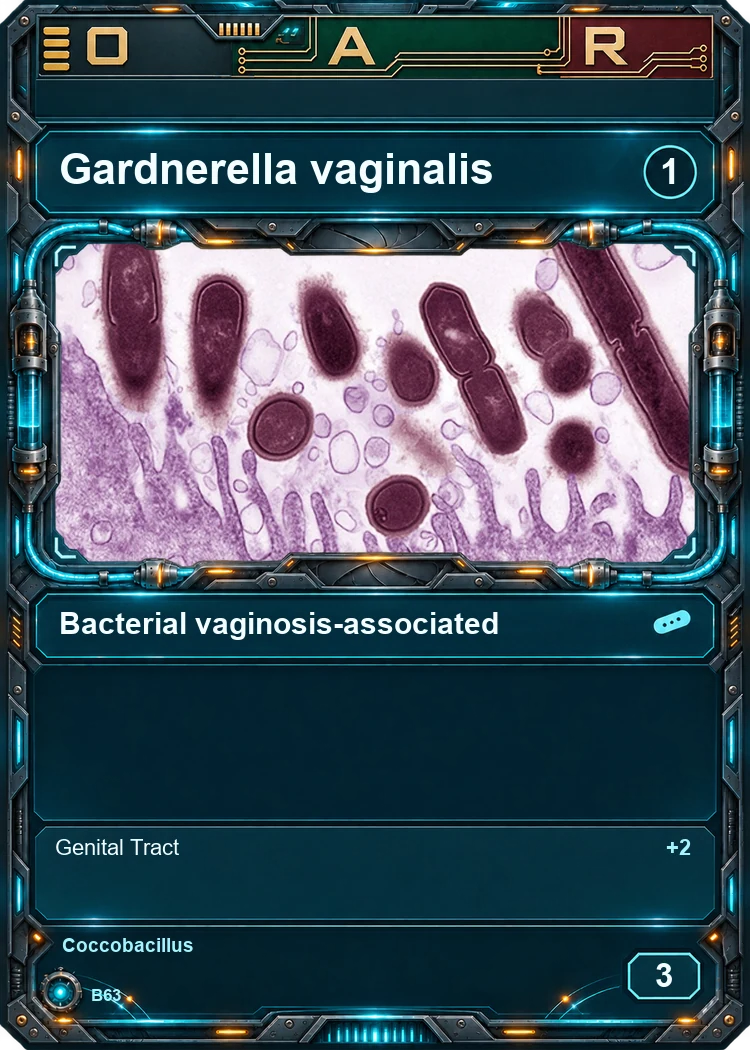 O A R
Gardnerella vaginalis 1
Bacterial vaginosis-associated
Genital Tract +2
Coccobacillus
3
B63